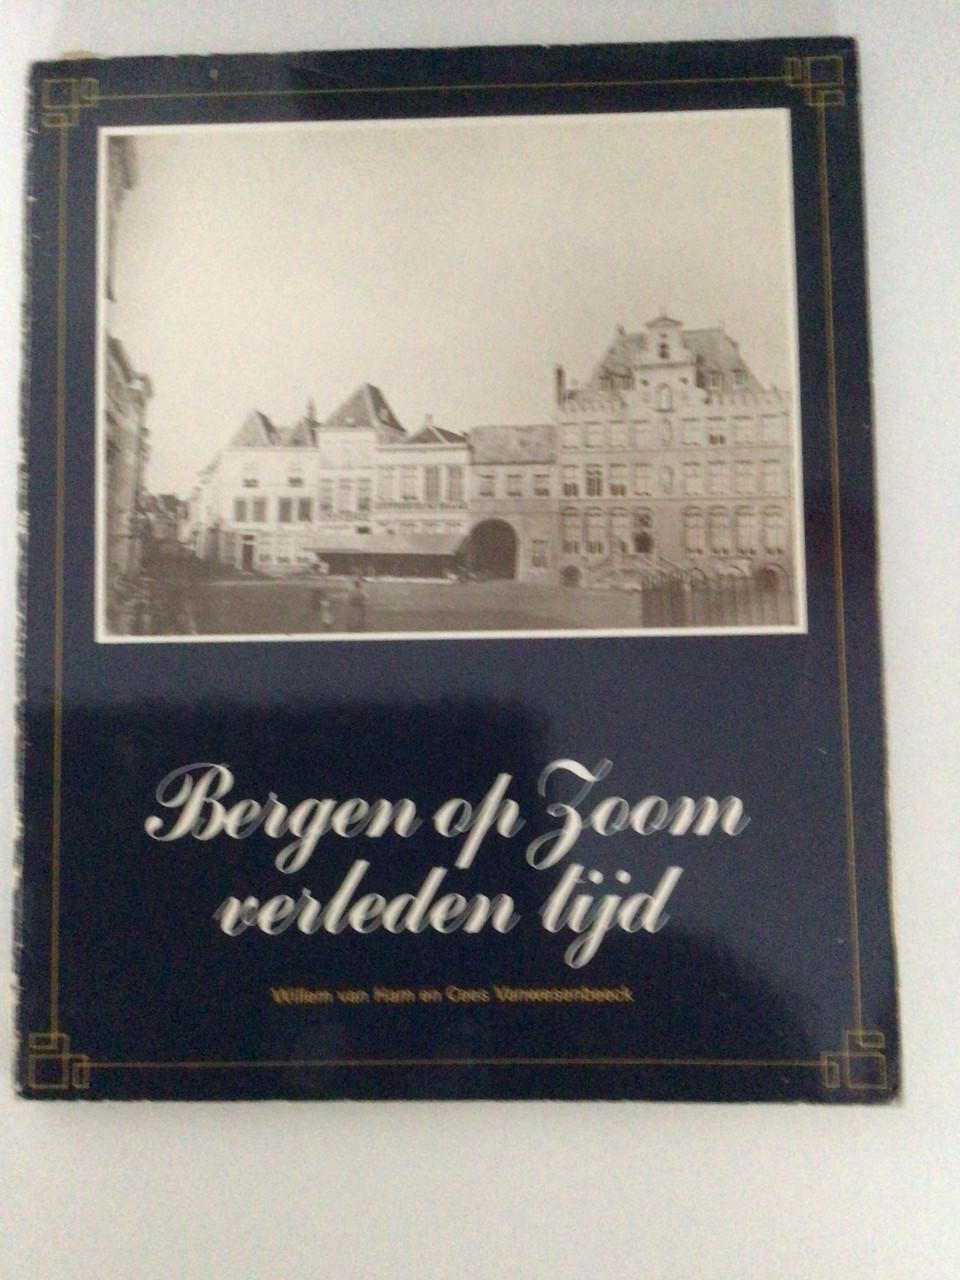 Bergen op Zoom
verleden tijd
Willem van Ham en Cees Vanwesenbeeck